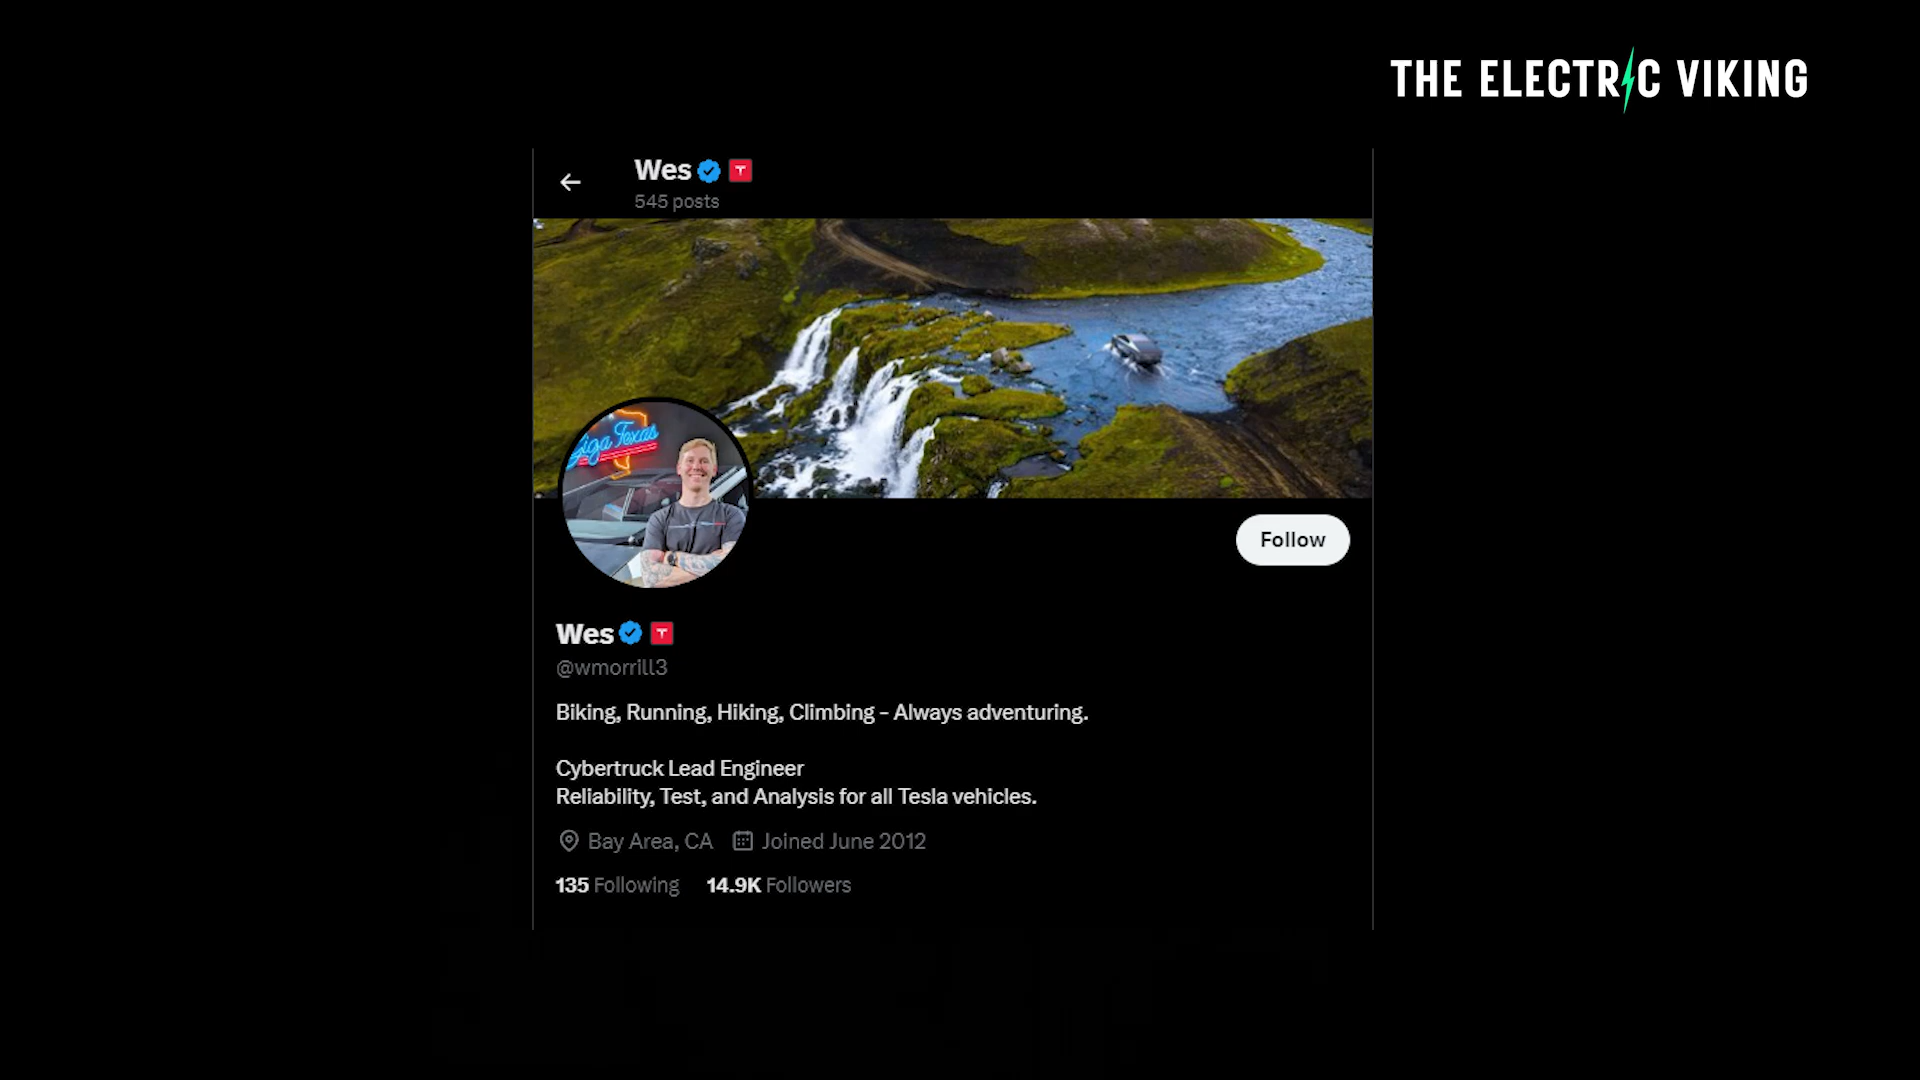 THE ELECTRIC VIKING
Wes
545 posts
Giga Texas
Follow
Wes
@wmorrill3
Biking, Running, Hiking, Climbing - Always adventuring.
Cybertruck Lead Engineer
Reliability, Test, and Analysis for all Tesla vehicles.
Bay Area, CA Joined June 2012
135 Following 14.9K Followers